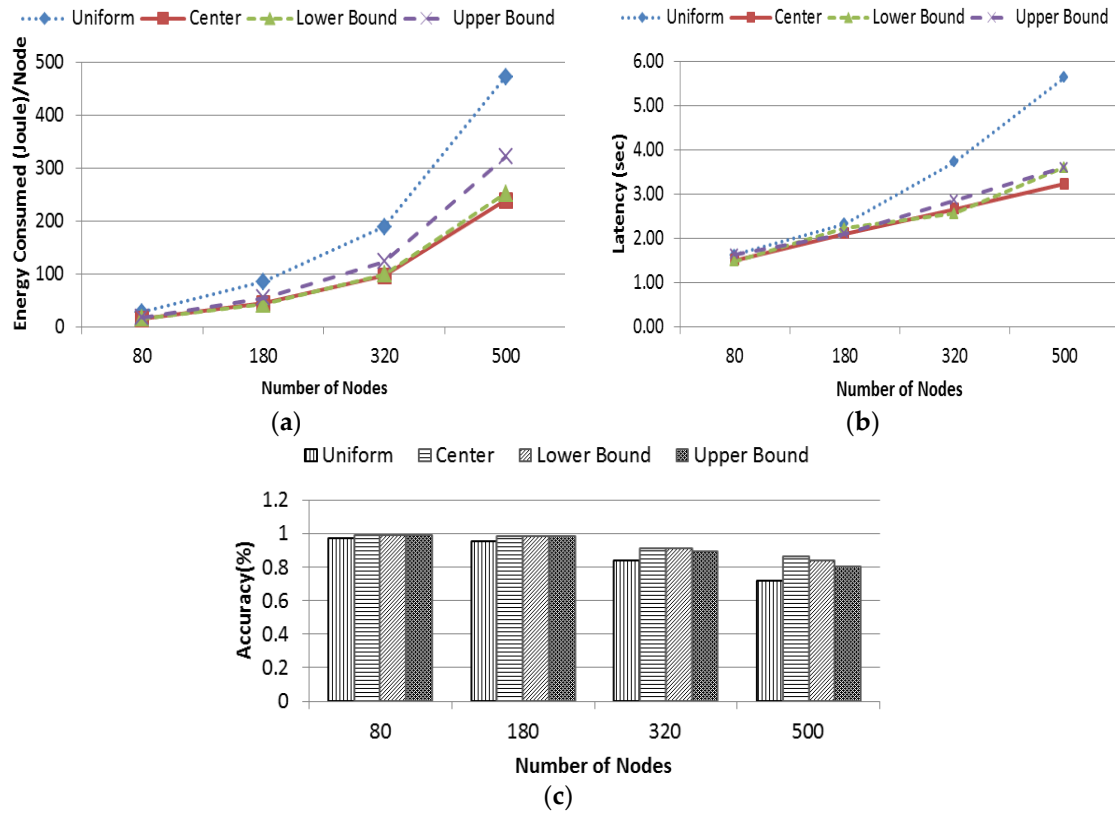 Uniform Center Lower Bound Upper Bound
Energy Consumed (Joule)/Node
500
400
300
200
100
0
80 180 320 500
Number of Nodes
(a)
Uniform Center Lower Bound Upper Bound
Latency (sec)
6.00
5.00
4.00
3.00
2.00
1.00
0.00
80 180 320 500
Number of Nodes
(b)
Uniform Center Lower Bound Upper Bound
Accuracy(%)
1.2
1
0.8
0.6
0.4
0.2
0
80 180 320 500
Number of Nodes
(c)